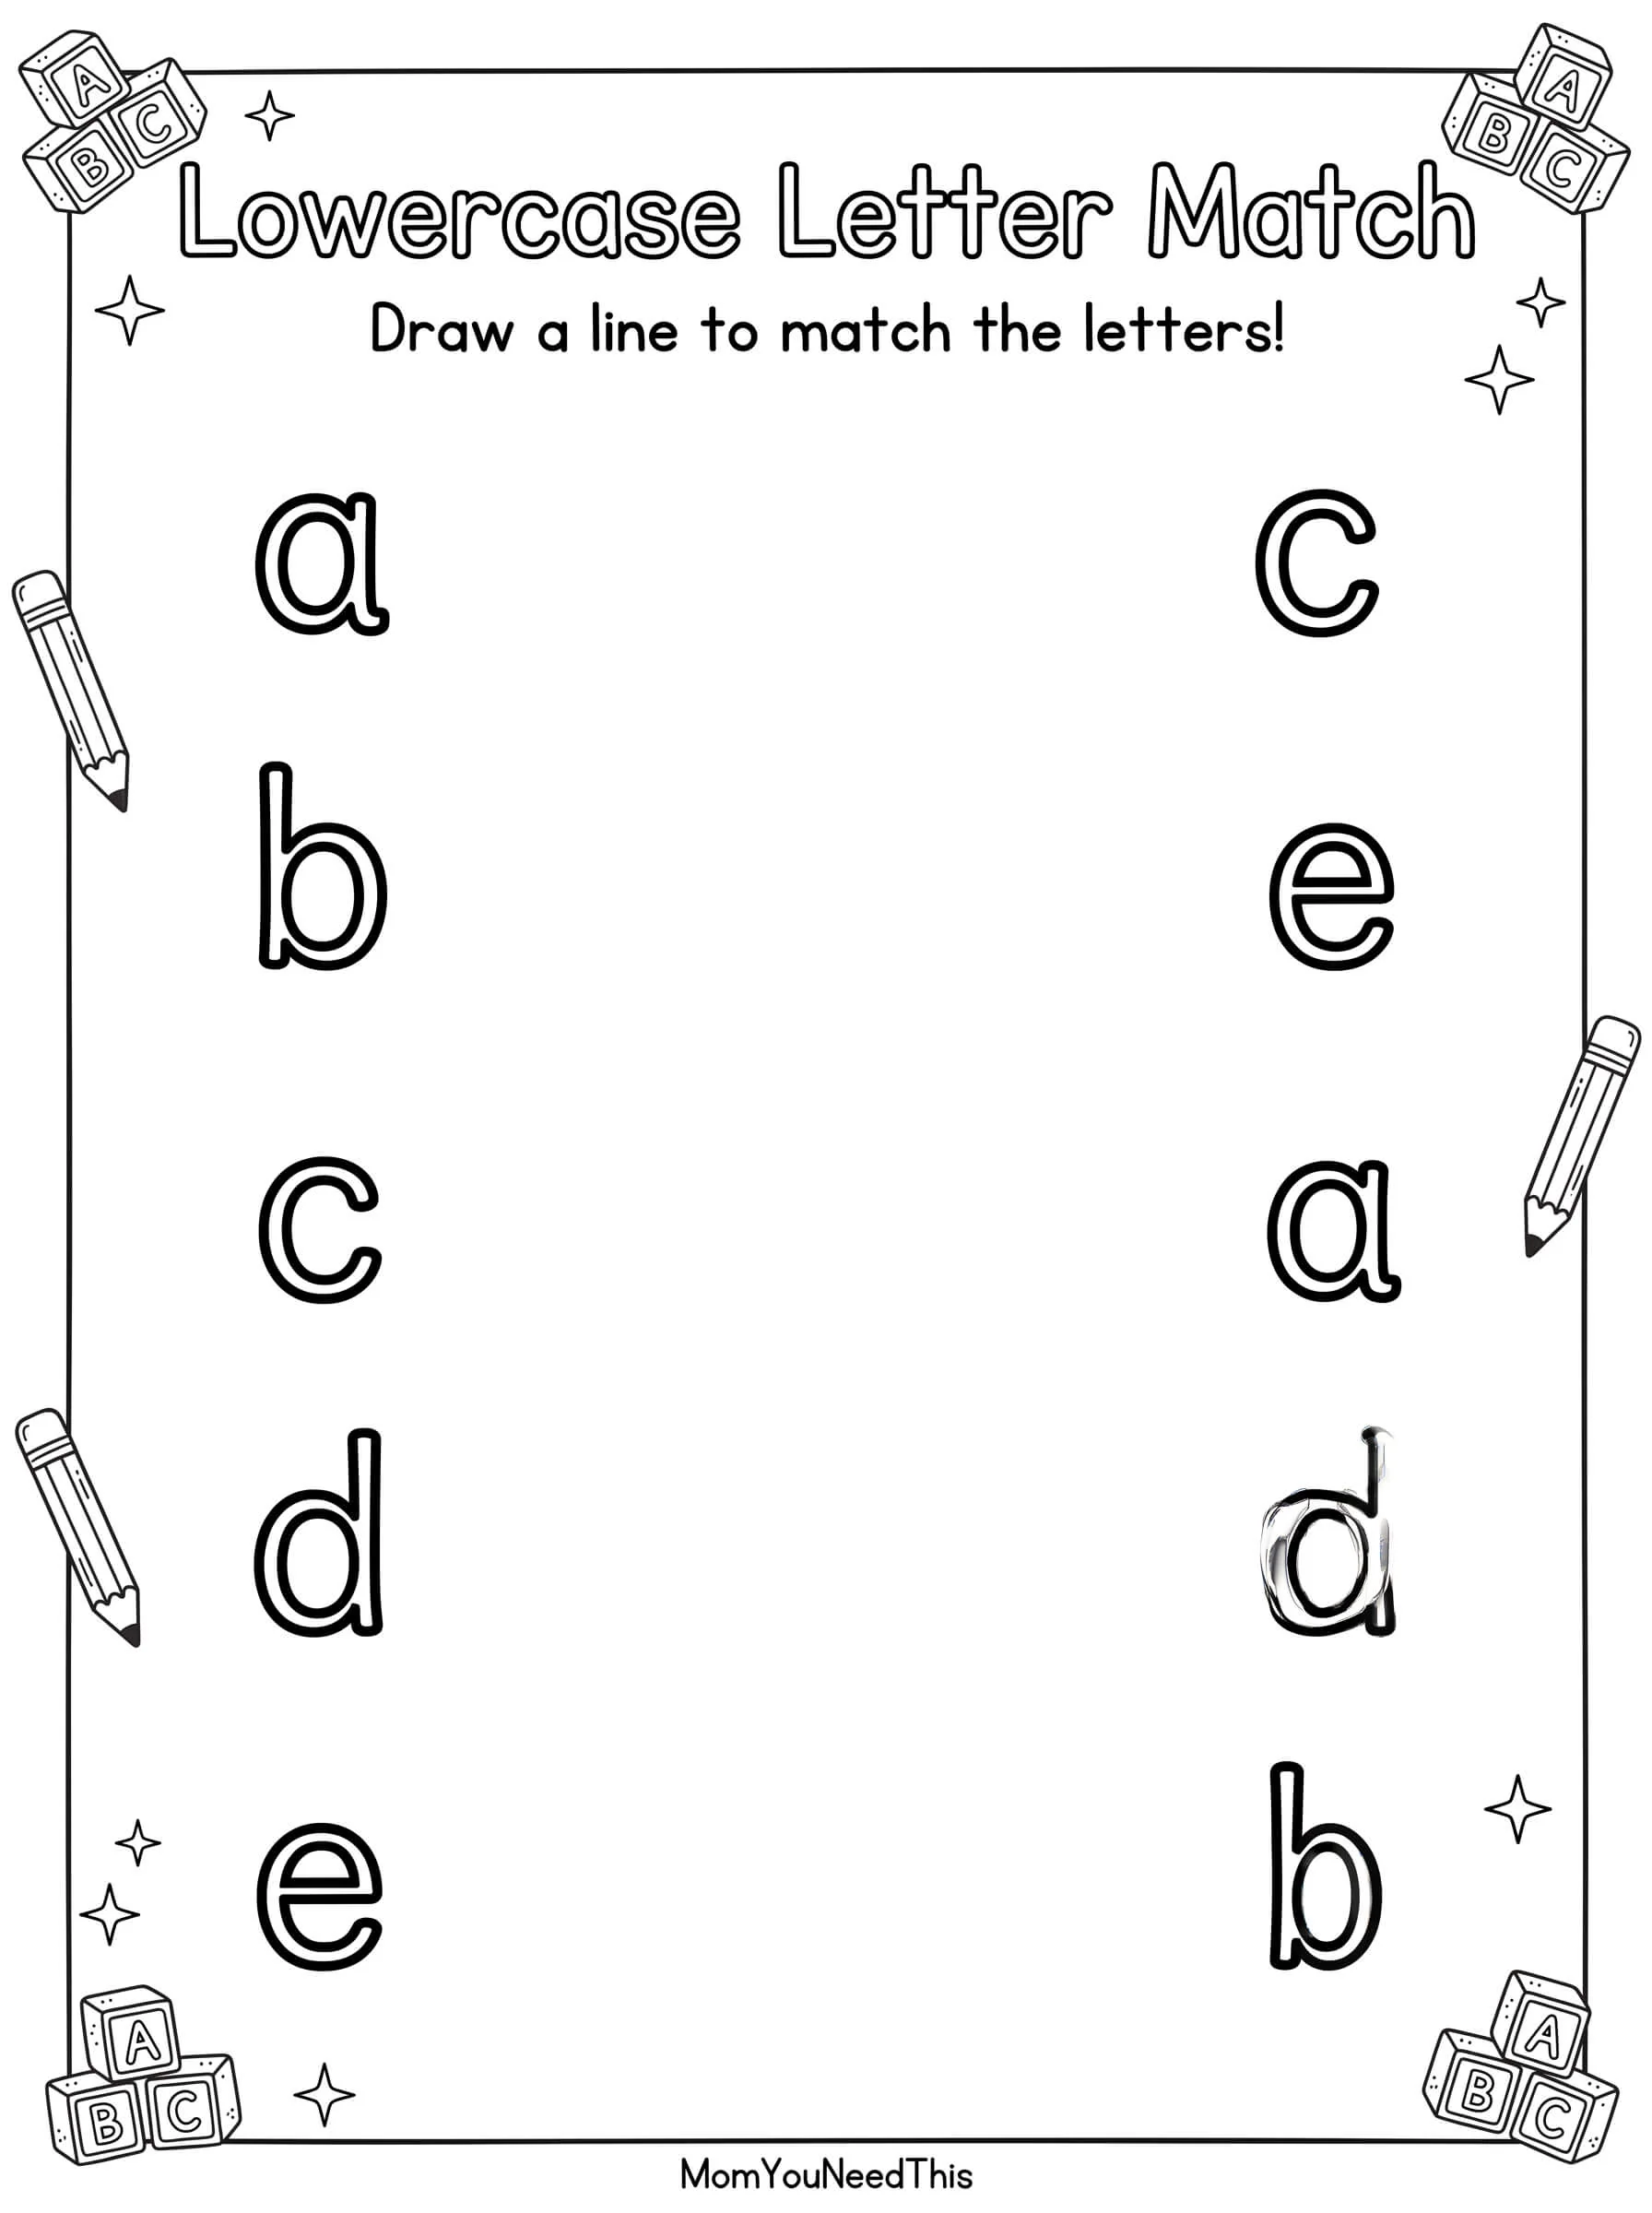 A
C
B
A
B
C
Lowercase Letter Match
Draw a line to match the letters!
a c
b e
c a
d d
e b
A
B C
A
B C
MomYouNeedThis